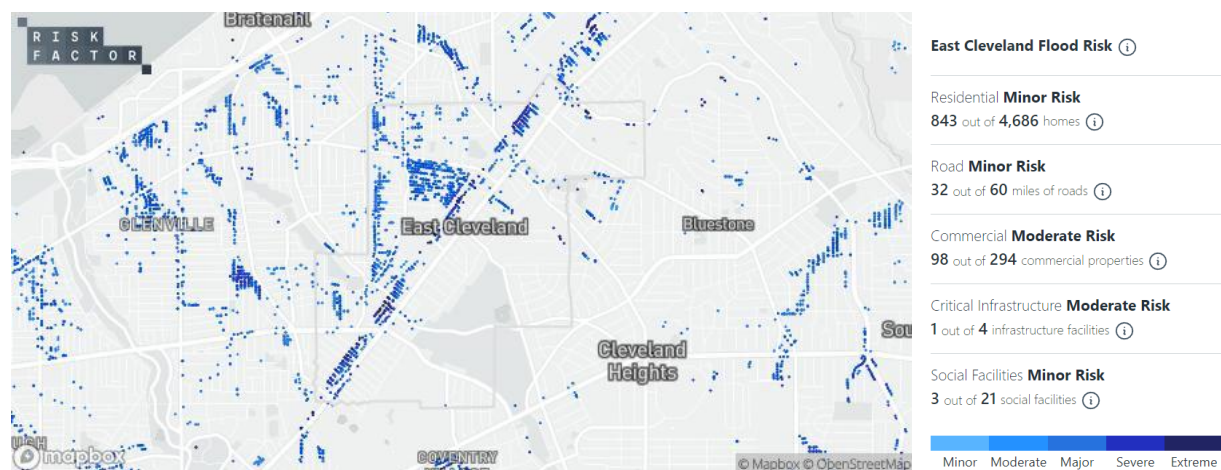 Bratenahl
RISK
FACTOR
GLENVILLE
East Cleveland
Bluestone
Cleveland
Heights
Sou
UGH
mapbox
COVENTRY
© Mapbox © OpenStreetMap
East Cleveland Flood Risk
Residential Minor Risk
843 out of 4,686 homes
Road Minor Risk
32 out of 60 miles of roads
Commercial Moderate Risk
98 out of 294 commercial properties
Critical Infrastructure Moderate Risk
1 out of 4 infrastructure facilities
Social Facilities Minor Risk
3 out of 21 social facilities
Minor Moderate Major Severe Extreme